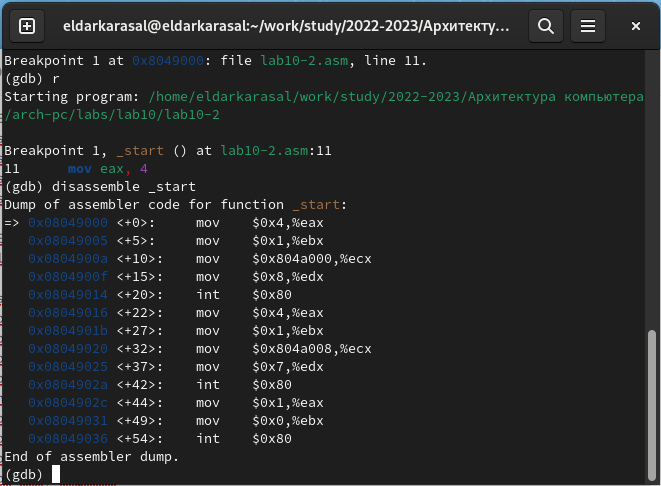 eldarkarasal@eldarkarasal:~/work/study/2022-2023/Архитекту...
Breakpoint 1 at 0x8049000: file lab10-2.asm, line 11.
(gdb) r
Starting program: /home/eldarkarasal/work/study/2022-2023/Архитектура компьютера
/arch-pc/labs/lab10/lab10-2
Breakpoint 1, _start () at lab10-2.asm:11
11      mov eax, 4
(gdb) disassemble _start
Dump of assembler code for function _start:
=> 0x08049000 <+0>:     mov    $0x4,%eax
   0x08049005 <+5>:     mov    $0x1,%ebx
   0x0804900a <+10>:    mov    $0x804a000,%ecx
   0x0804900f <+15>:    mov    $0x8,%edx
   0x08049014 <+20>:    int    $0x80
   0x08049016 <+22>:    mov    $0x4,%eax
   0x0804901b <+27>:    mov    $0x1,%ebx
   0x08049020 <+32>:    mov    $0x804a008,%ecx
   0x08049025 <+37>:    mov    $0x7,%edx
   0x0804902a <+42>:    int    $0x80
   0x0804902c <+44>:    mov    $0x1,%eax
   0x08049031 <+49>:    mov    $0x0,%ebx
   0x08049036 <+54>:    int    $0x80
End of assembler dump.
(gdb)